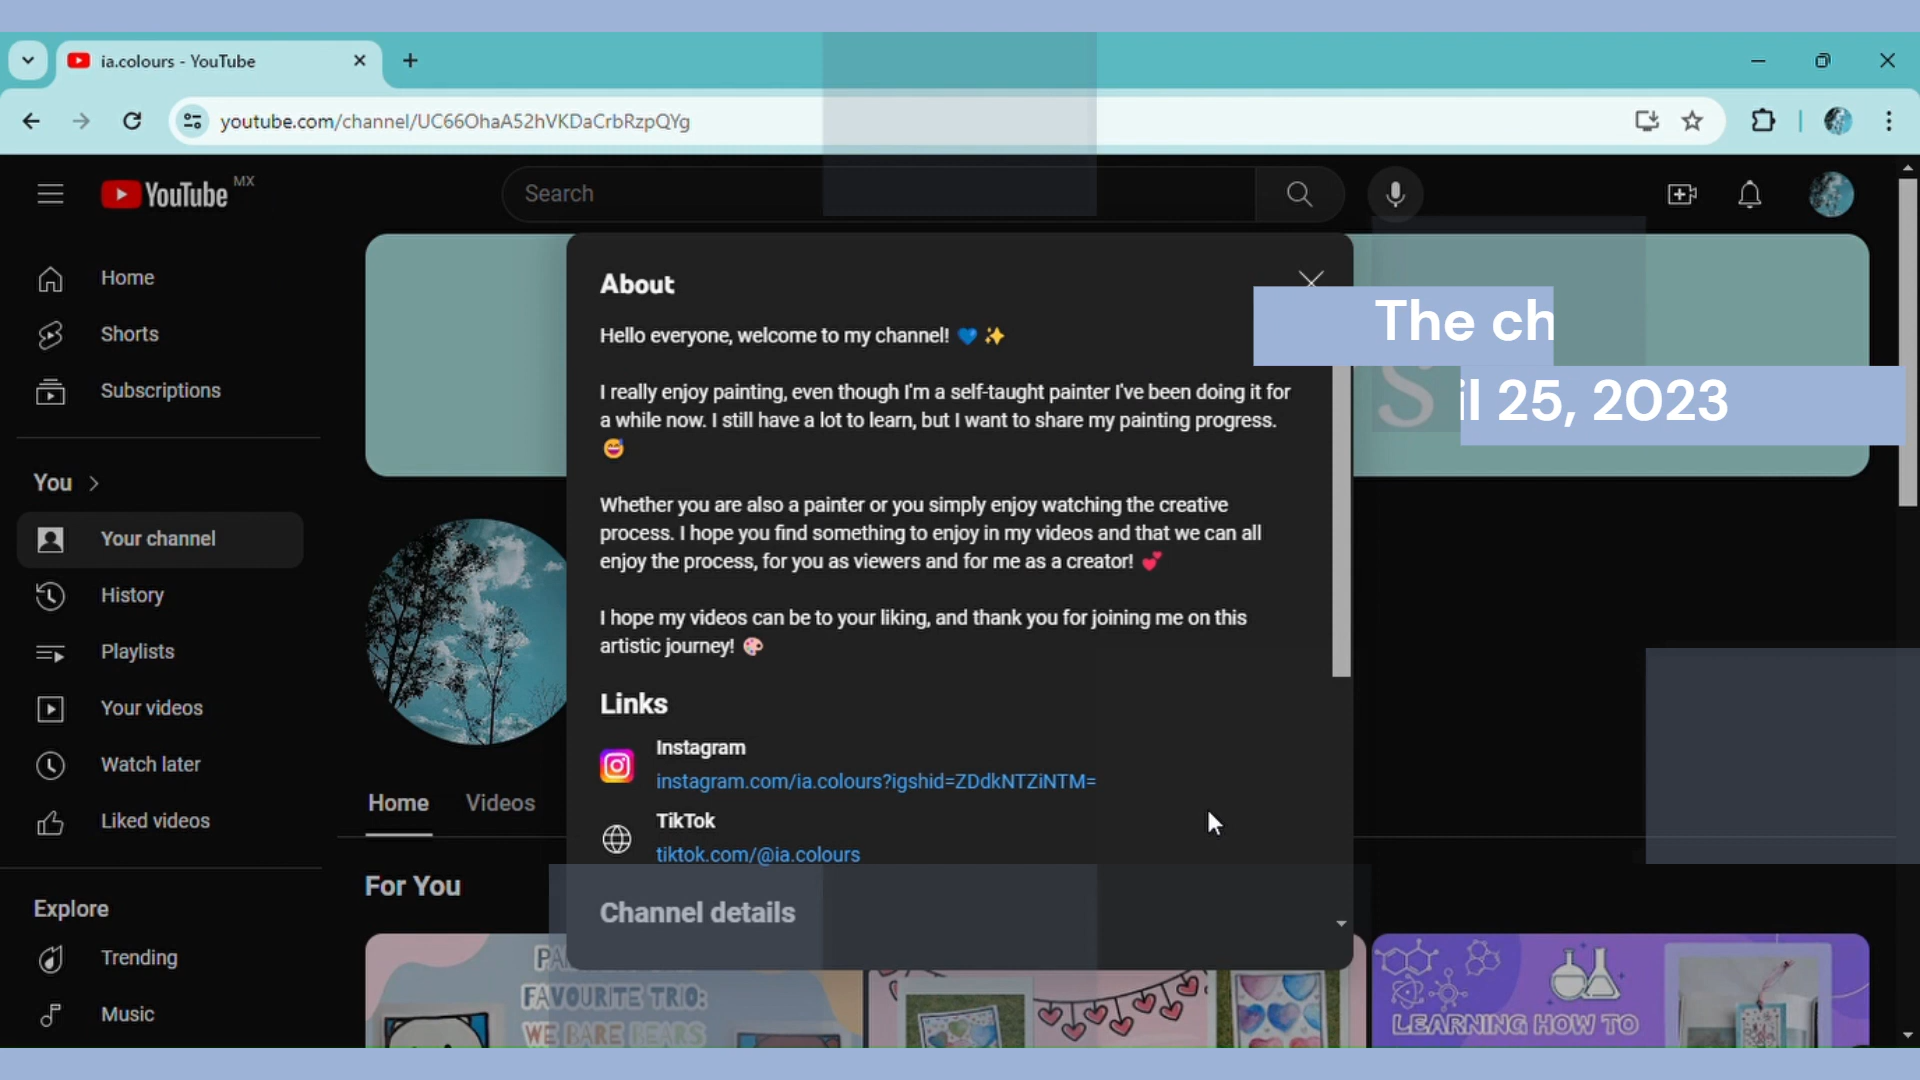 ia.colours - YouTube
youtube.com/channel/UC66OhaA52hVKDaCrbRzpQYg
YouTube MX
Search
Home
Shorts
Subscriptions
You
Your channel
History
Playlists
Your videos
Watch later
Liked videos
Explore
Trending
Music
About
Hello everyone, welcome to my channel! 💙 ✨
I really enjoy painting, even though I'm a self-taught painter I've been doing it for
a while now. I still have a lot to learn, but I want to share my painting progress.
😅
Whether you are also a painter or you simply enjoy watching the creative
process. I hope you find something to enjoy in my videos and that we can all
enjoy the process, for you as viewers and for me as a creator! 💕
I hope my videos can be to your liking, and thank you for joining me on this
artistic journey! 🎨
Links
Instagram
instagram.com/ia.colours?igshid=ZDdkNTZiNTM=
TikTok
tiktok.com/@ia.colours
Channel details
The ch
il 25, 2023
S
Home
Videos
For You
PA
FAVOURITE TRIO:
WE BARE BEARS
LEARNING HOW TO